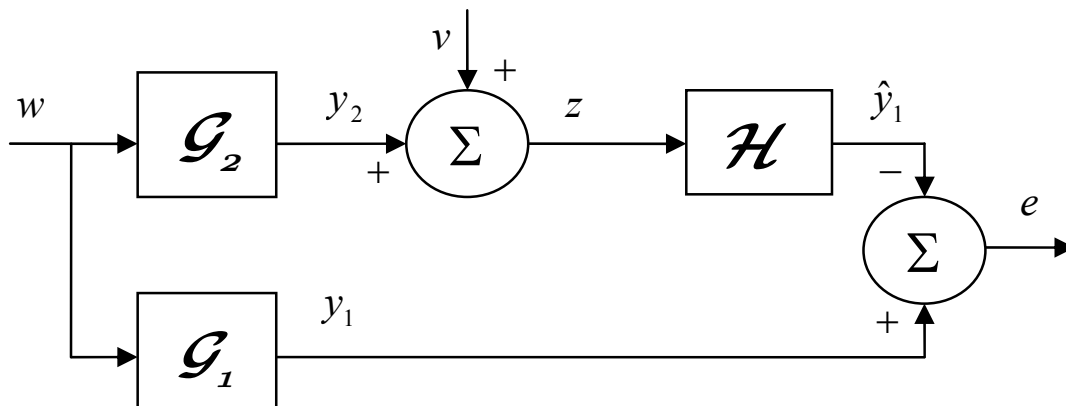 v
+
w
𝒢₂
y₂
+
Σ
z
ℋ
ŷ₁
−
e
Σ
+
𝒢₁
y₁